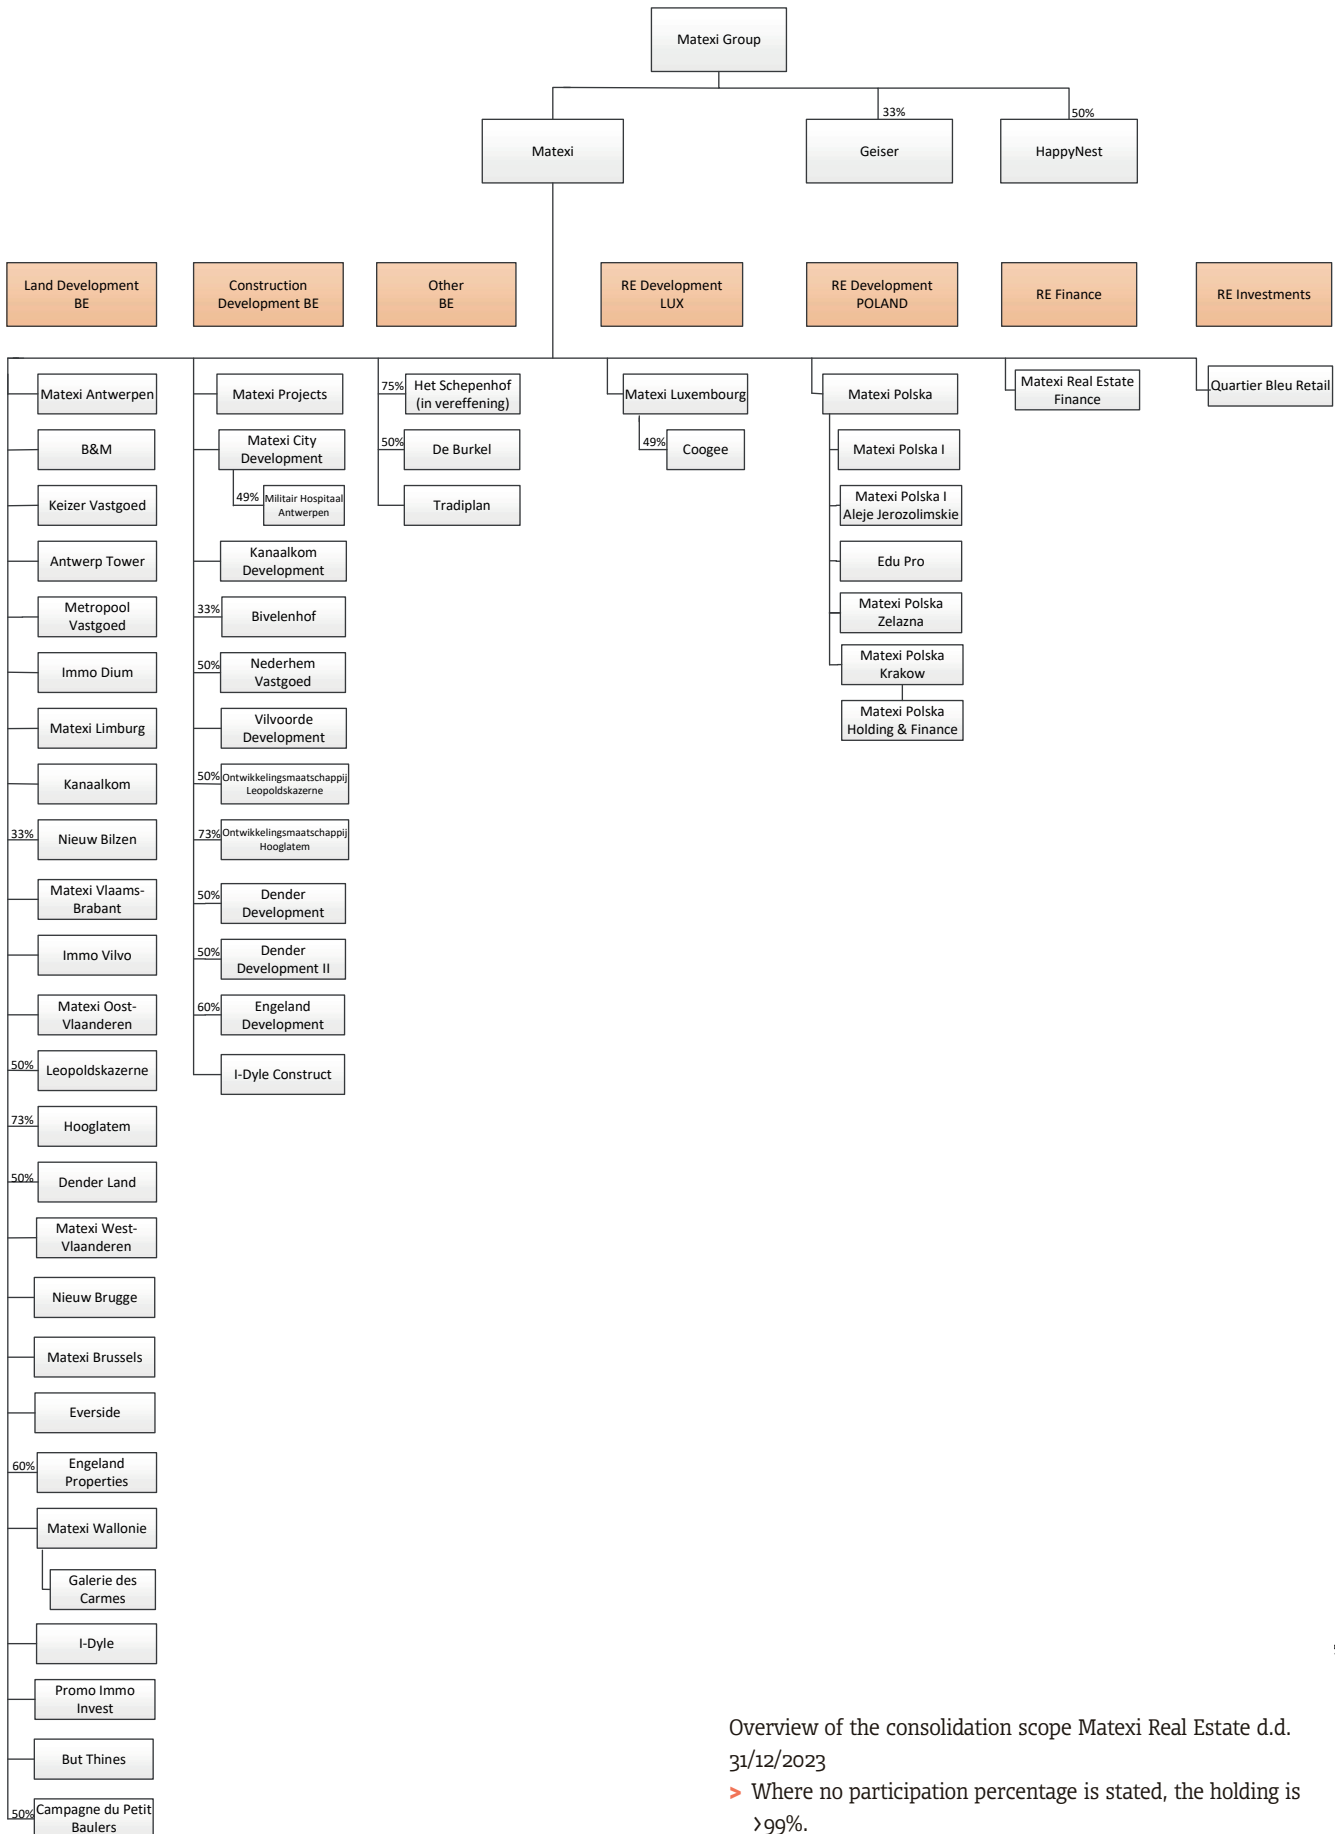 Matexi Group
33%
50%
Matexi
Geiser
HappyNest
Land Development
BE
Construction
Development BE
Other
BE
RE Development
LUX
RE Development
POLAND
RE Finance
RE Investments
Matexi Antwerpen
B&M
Keizer Vastgoed
Antwerp Tower
Metropool
Vastgoed
Immo Dium
Matexi Limburg
Kanaalkom
33%
Nieuw Bilzen
Matexi Vlaams-
Brabant
Immo Vilvo
Matexi Oost-
Vlaanderen
50%
Leopoldskazerne
73%
Hooglatem
50%
Dender Land
Matexi West-
Vlaanderen
Nieuw Brugge
Matexi Brussels
Everside
60%
Engeland
Properties
Matexi Wallonie
Galerie des
Carmes
I-Dyle
Promo Immo
Invest
But Thines
50%
Campagne du Petit
Baulers
Matexi Projects
Matexi City
Development
49%
Militair Hospitaal
Antwerpen
Kanaalkom
Development
33%
Bivelenhof
50%
Nederhem
Vastgoed
Vilvoorde
Development
50%
Ontwikkelingsmaatschappij
Leopoldskazerne
73%
Ontwikkelingsmaatschappij
Hooglatem
50%
Dender
Development
50%
Dender
Development II
60%
Engeland
Development
I-Dyle Construct
75%
Het Schepenhof
(in vereffening)
50%
De Burkel
Tradiplan
Matexi Luxembourg
49%
Coogee
Matexi Polska
Matexi Polska I
Matexi Polska I
Aleje Jerozolimskie
Edu Pro
Matexi Polska
Zelazna
Matexi Polska
Krakow
Matexi Polska
Holding & Finance
Matexi Real Estate
Finance
Quartier Bleu Retail
Overview of the consolidation scope Matexi Real Estate d.d.
31/12/2023
> Where no participation percentage is stated, the holding is
>99%.